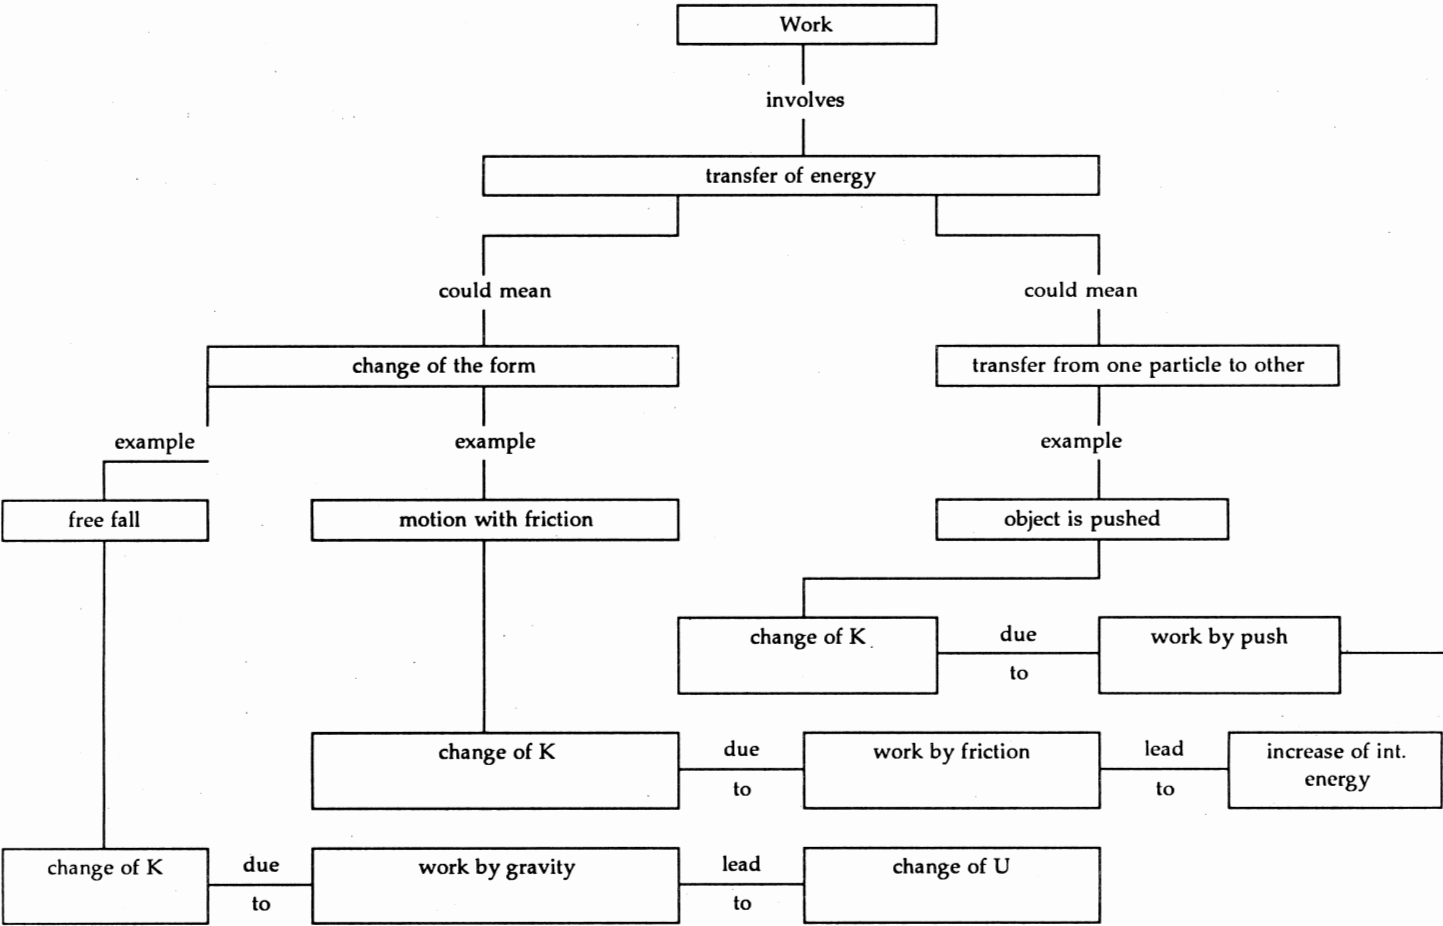 Work
involves
transfer of energy
could mean
could mean
change of the form
transfer from one particle to other
example
example
example
free fall
motion with friction
object is pushed
change of K
due
to
work by push
change of K
due
to
work by friction
lead
to
increase of int.
energy
change of K
due
to
work by gravity
lead
to
change of U